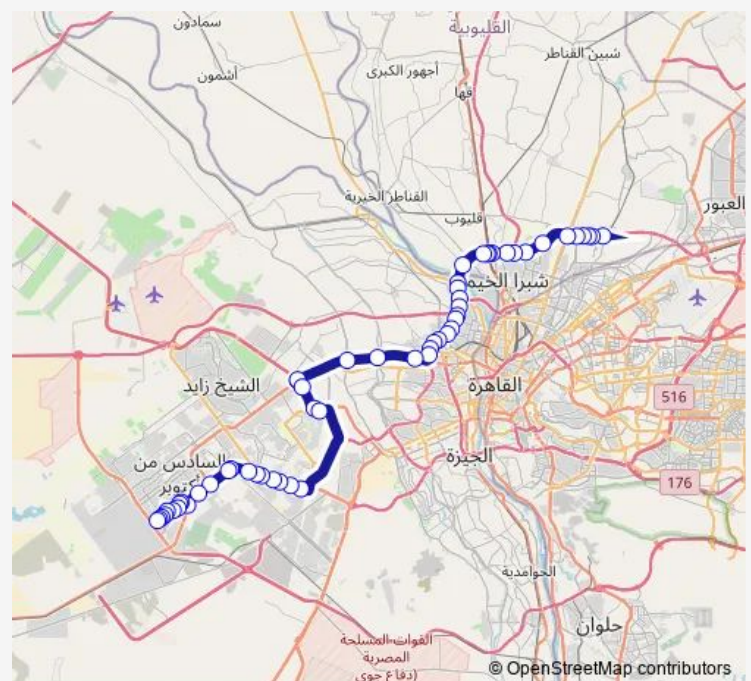 سمادون
القليوبية
شبين القناطر
أشمون
أجهور الكبرى
قها
القناطر الخيرية
قليوب
العبور
شبرا الخيم
الشيخ زايد
القاهرة
516
السادس من
أكتوبر
الجيزة
176
الحوامدية
حلوان
القوات المسلحة
المصرية
(دفاع جوي
© OpenStreetMap contributors